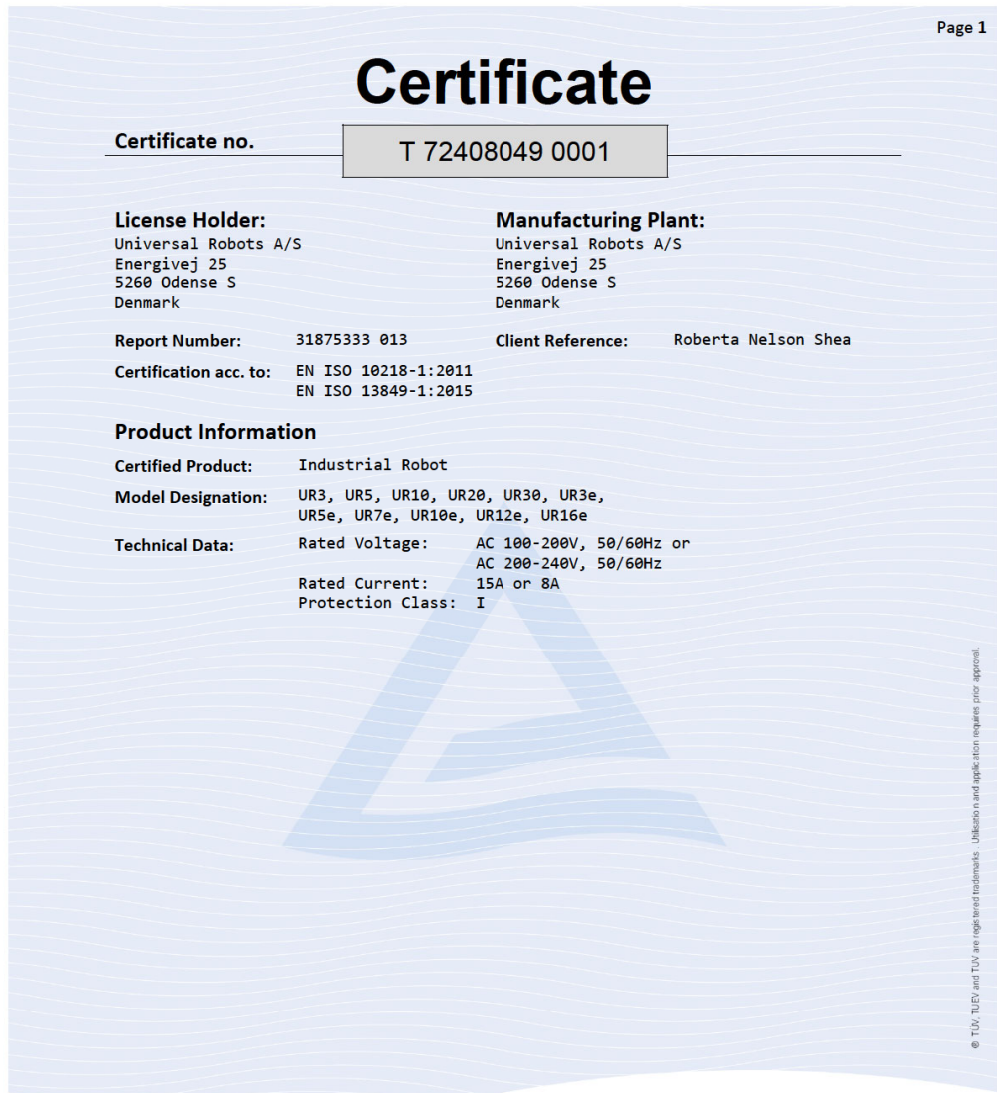 Page 1
Certificate
Certificate no.
T 72408049 0001
License Holder:
Universal Robots A/S
Energivej 25
5260 Odense S
Denmark
Manufacturing Plant:
Universal Robots A/S
Energivej 25
5260 Odense S
Denmark
Report Number: 31875333 013
Client Reference: Roberta Nelson Shea
Certification acc. to: EN ISO 10218-1:2011
EN ISO 13849-1:2015
Product Information
Certified Product: Industrial Robot
Model Designation: UR3, UR5, UR10, UR20, UR30, UR3e,
UR5e, UR7e, UR10e, UR12e, UR16e
Technical Data: Rated Voltage: AC 100-200V, 50/60Hz or
AC 200-240V, 50/60Hz
Rated Current: 15A or 8A
Protection Class: I
® TÜV, TUEV and TUV are registered trademarks. Utilisation and application requires prior approval.